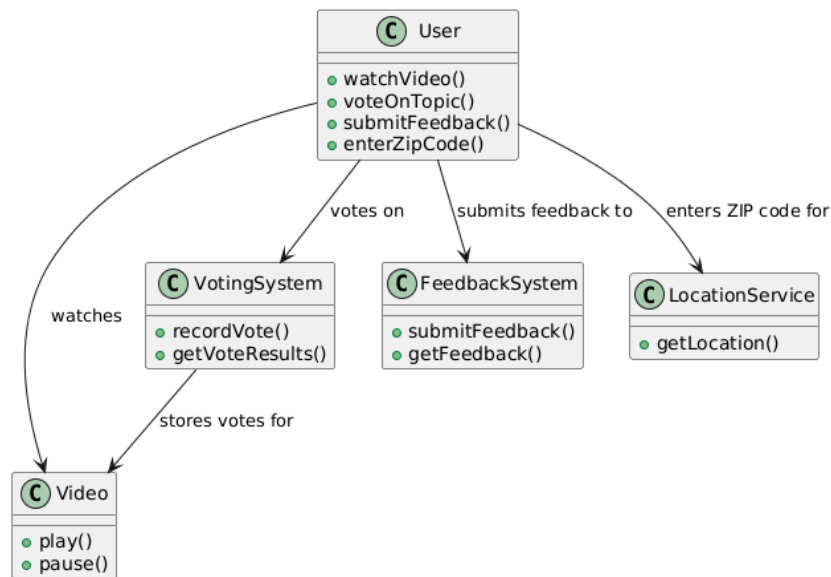 C User
watchVideo()
voteOnTopic()
submitFeedback()
enterZipCode()
votes on
submits feedback to
enters ZIP code for
watches
C VotingSystem
recordVote()
getVoteResults()
C FeedbackSystem
submitFeedback()
getFeedback()
C LocationService
getLocation()
stores votes for
C Video
play()
pause()